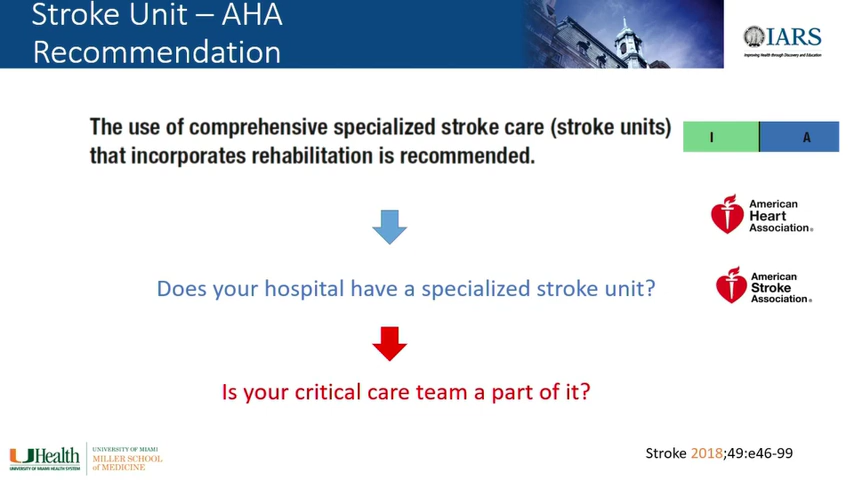 Stroke Unit – AHA
Recommendation
IARS
Improving Health through Discovery and Education
The use of comprehensive specialized stroke care (stroke units)
that incorporates rehabilitation is recommended.
I A
American
Heart
Association®
Does your hospital have a specialized stroke unit?
American
Stroke
Association®
Is your critical care team a part of it?
UHealth
UNIVERSITY OF MIAMI HEALTH SYSTEM
UNIVERSITY OF MIAMI
MILLER SCHOOL
of MEDICINE
Stroke 2018;49:e46-99